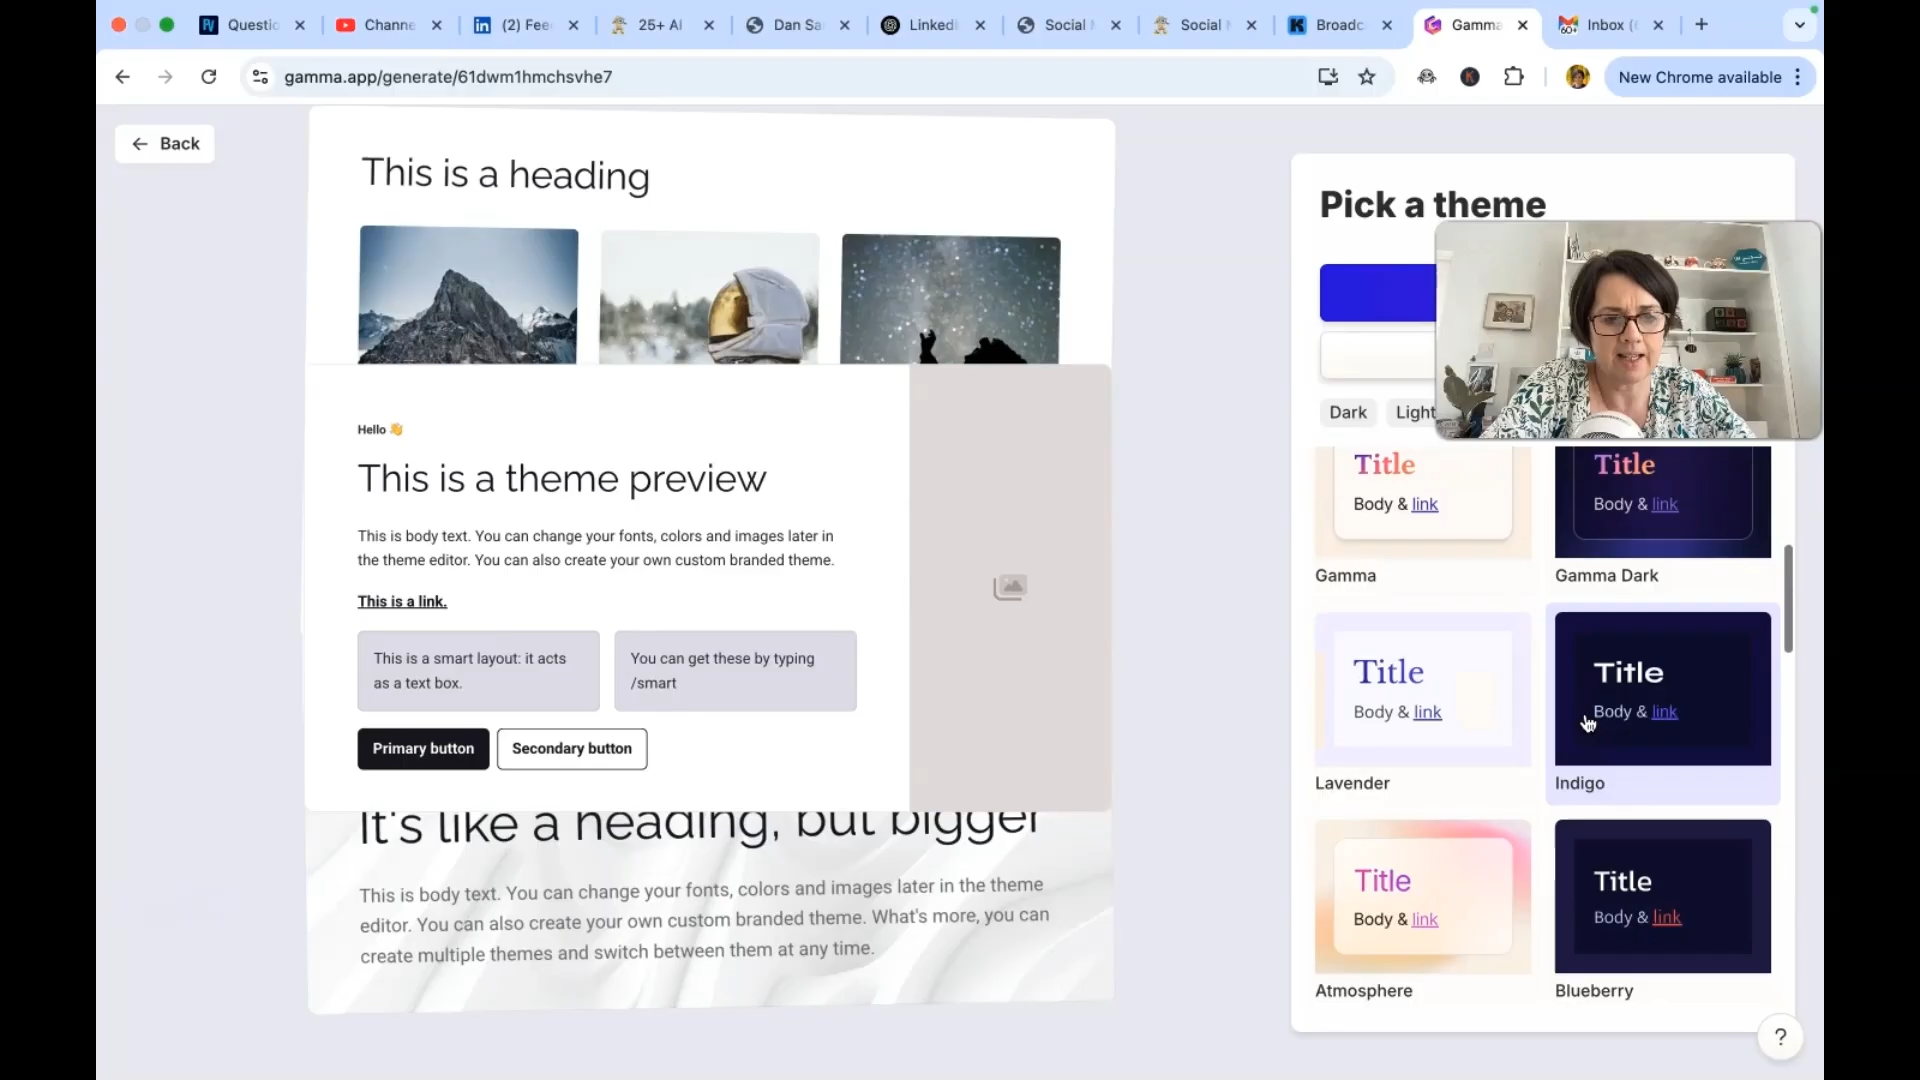 Questio
Channe
(2) Fee
25+ AI
Dan Sa
LinkedI
Social
Social
Broadc
Gamma
Inbox (
gamma.app/generate/61dwm1hmchsvhe7
New Chrome available
Back
This is a heading
Hello 👋
This is a theme preview
This is body text. You can change your fonts, colors and images later in
the theme editor. You can also create your own custom branded theme.
This is a link.
This is a smart layout: it acts
as a text box.
You can get these by typing
/smart
Primary button
Secondary button
It's like a heading, but bigger
This is body text. You can change your fonts, colors and images later in the theme
editor. You can also create your own custom branded theme. What's more, you can
create multiple themes and switch between them at any time.
Pick a theme
Dark
Light
Title
Body & link
Gamma
Title
Body & link
Gamma Dark
Title
Body & link
Lavender
Title
Body & link
Indigo
Title
Body & link
Atmosphere
Title
Body & link
Blueberry
?